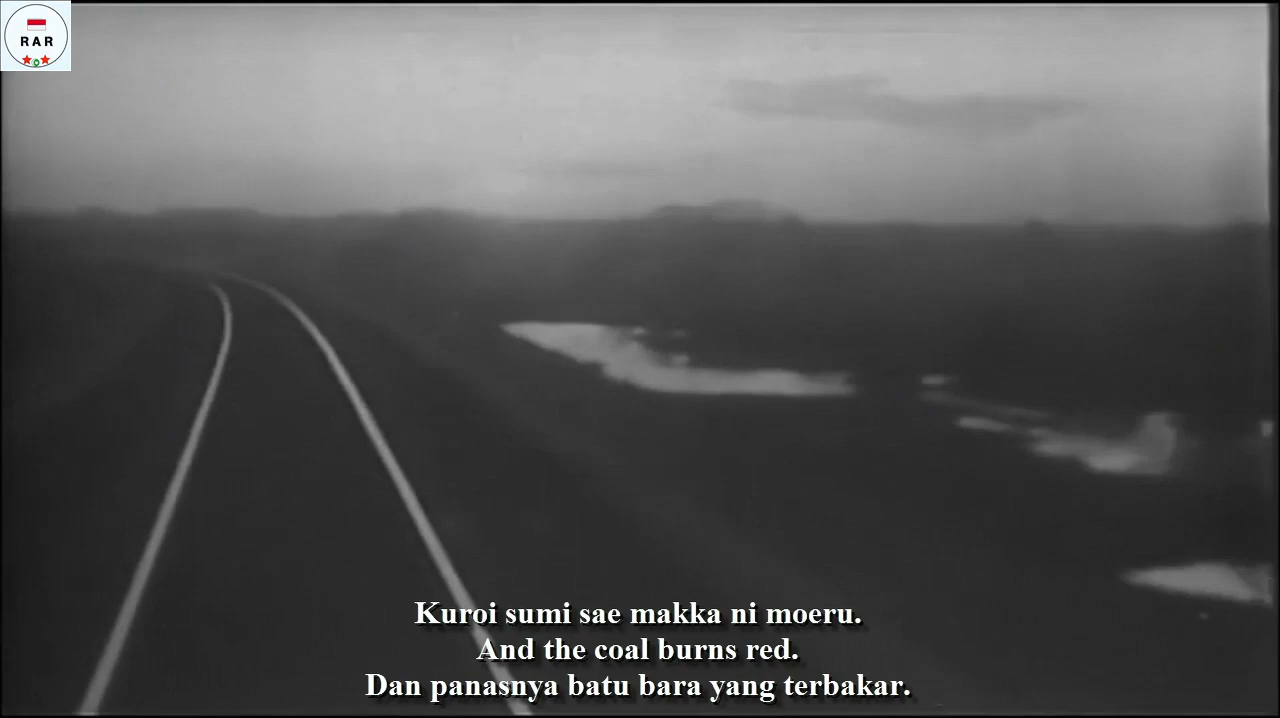 RAR
Kuroi sumi sae makka ni moeru.
And the coal burns red.
Dan panasnya batu bara yang terbakar.